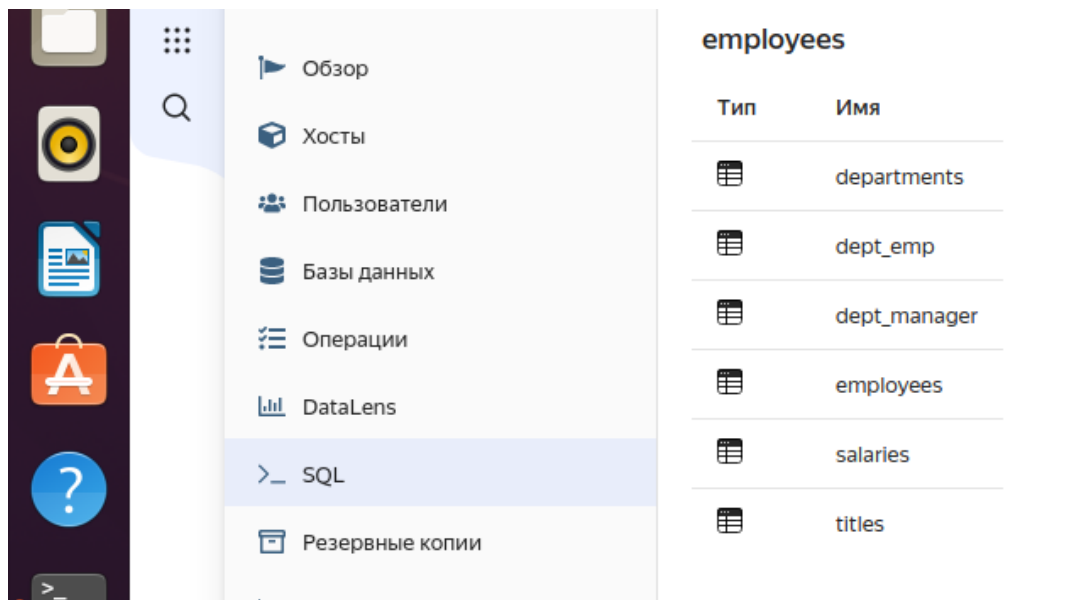 Обзор
Хосты
Пользователи
Базы данных
Операции
DataLens
SQL
Резервные копии
employees
Тип Имя
departments
dept_emp
dept_manager
employees
salaries
titles